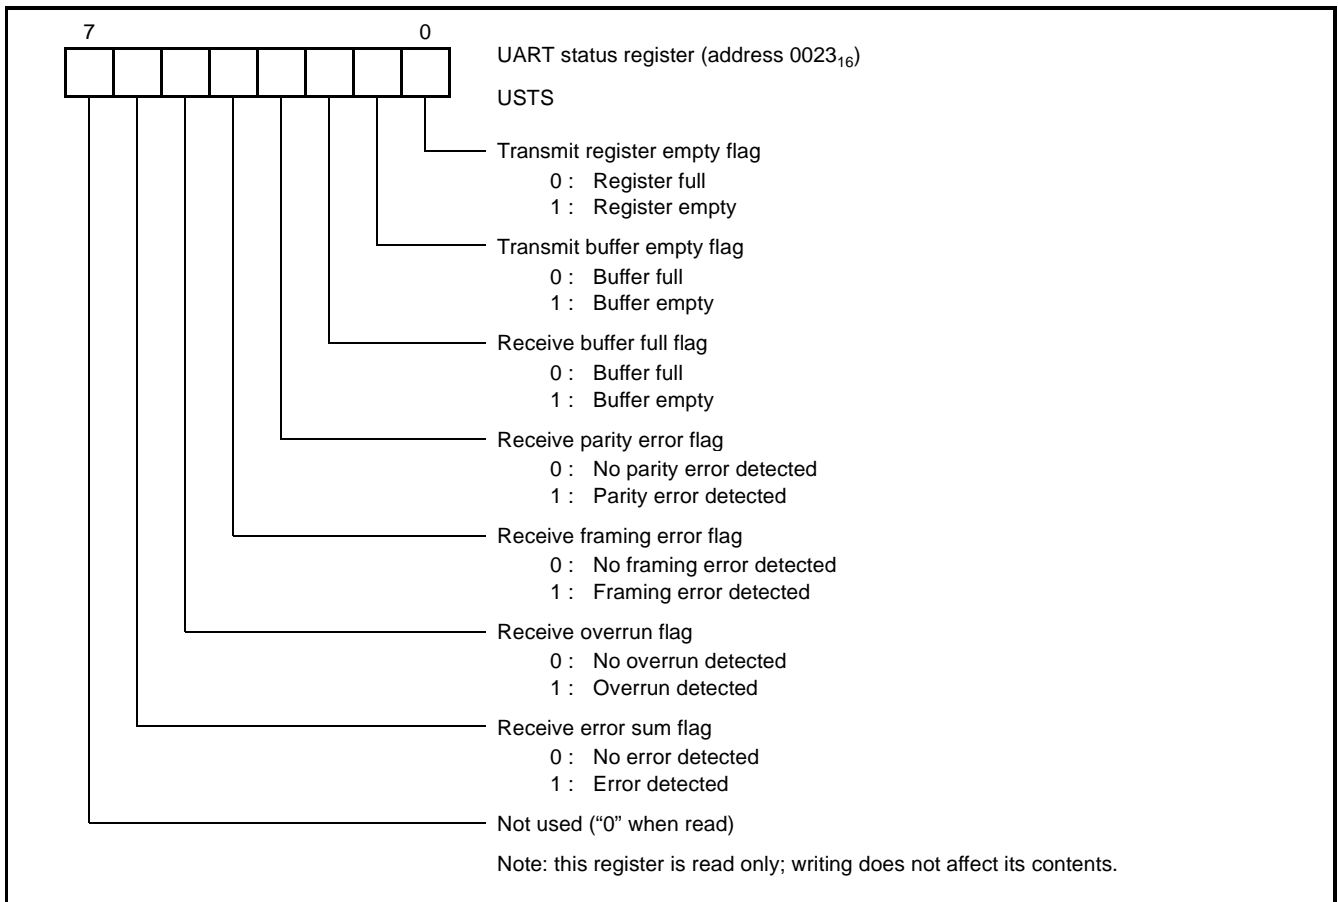 7 0
UART status register (address 0023₁₆)
USTS
Transmit register empty flag
0 : Register full
1 : Register empty
Transmit buffer empty flag
0 : Buffer full
1 : Buffer empty
Receive buffer full flag
0 : Buffer full
1 : Buffer empty
Receive parity error flag
0 : No parity error detected
1 : Parity error detected
Receive framing error flag
0 : No framing error detected
1 : Framing error detected
Receive overrun flag
0 : No overrun detected
1 : Overrun detected
Receive error sum flag
0 : No error detected
1 : Error detected
Not used (“0” when read)
Note: this register is read only; writing does not affect its contents.